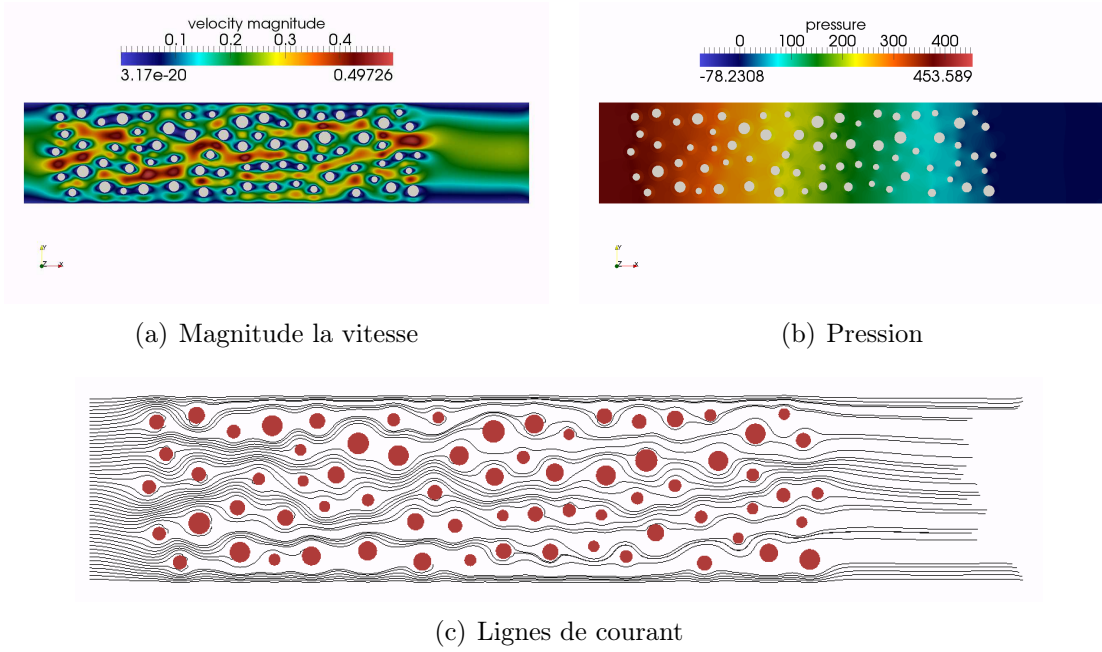 velocity magnitude
0.1 0.2 0.3 0.4
3.17e-20 0.49726
Y
Z X
(a) Magnitude la vitesse
pressure
0 100 200 300 400
-78.2308 453.589
Y
Z X
(b) Pression
(c) Lignes de courant